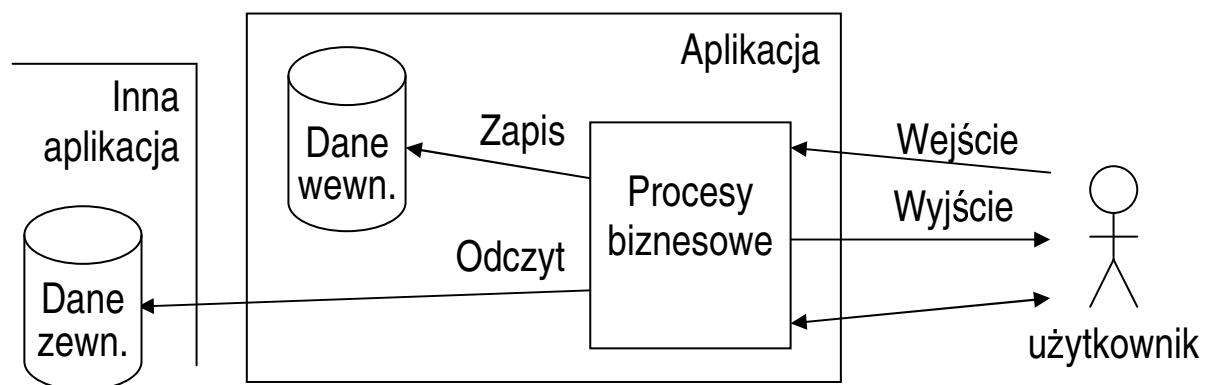 Aplikacja
Inna
aplikacja
Dane
wewn.
Zapis
Wejście
Procesy
biznesowe
Wyjście
Odczyt
Dane
zewn.
użytkownik